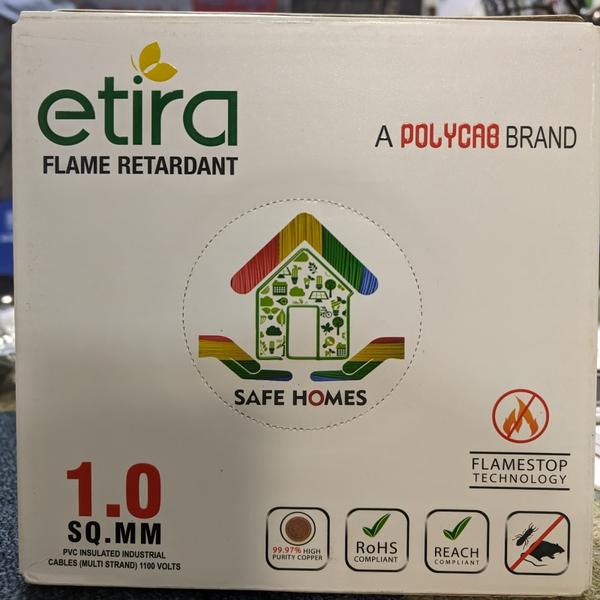 etira
FLAME RETARDANT
A POLYCAB BRAND
SAFE HOMES
FLAMESTOP
TECHNOLOGY
1.0
SQ.MM
PVC INSULATED INDUSTRIAL
CABLES (MULTI STRAND) 1100 VOLTS
99.97% HIGH
PURITY COPPER
RoHS
COMPLIANT
REACH
COMPLIANT